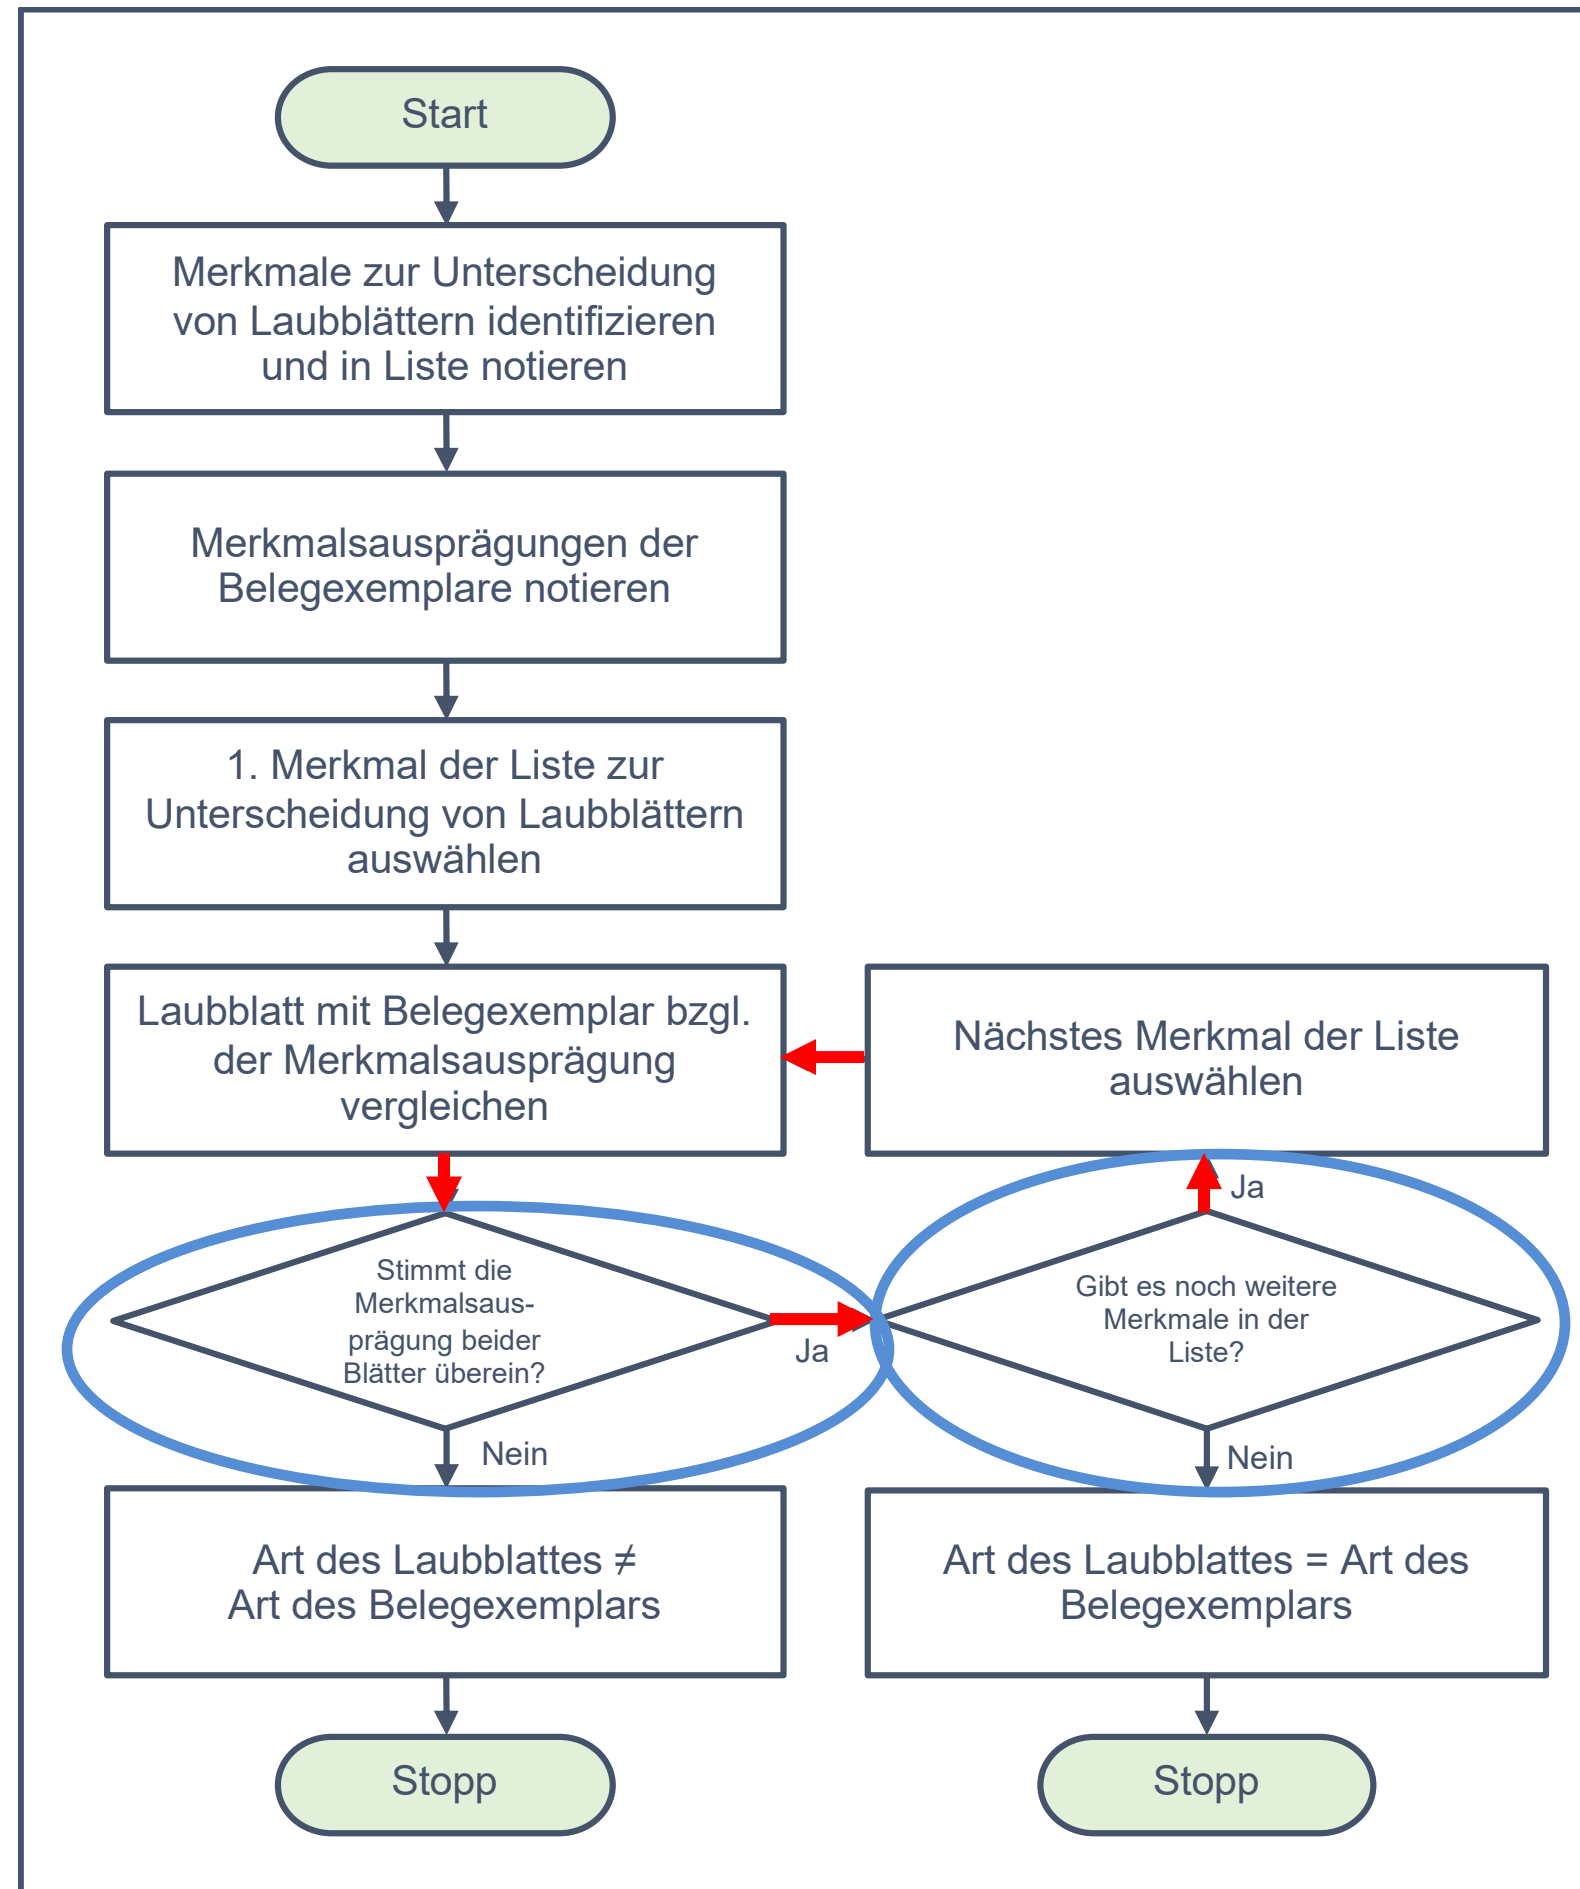 Start
Merkmale zur Unterscheidung
von Laubblättern identifizieren
und in Liste notieren
Merkmalsausprägungen der
Belegexemplare notieren
1. Merkmal der Liste zur
Unterscheidung von Laubblättern
auswählen
Laubblatt mit Belegexemplar bzgl.
der Merkmalsausprägung
vergleichen
Nächstes Merkmal der Liste
auswählen
Stimmt die
Merkmalsaus-
prägung beider
Blätter überein?
Ja
Nein
Gibt es noch weitere
Merkmale in der
Liste?
Ja
Nein
Art des Laubblattes ≠
Art des Belegexemplars
Art des Laubblattes = Art des
Belegexemplars
Stopp
Stopp